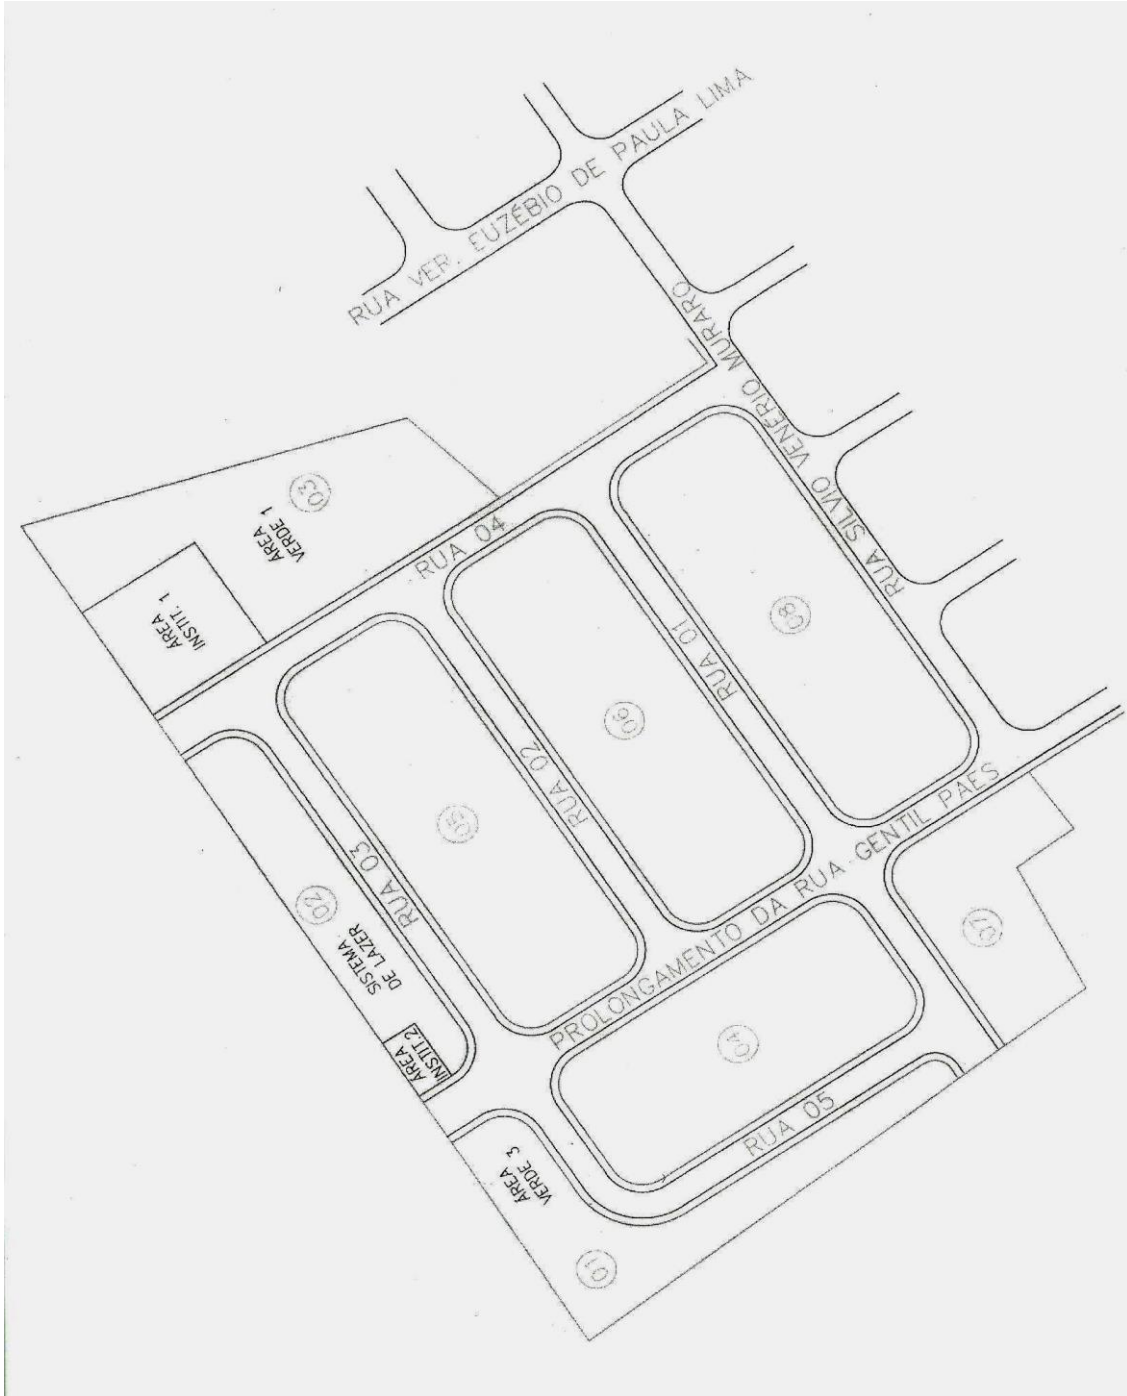 RUA VER. EUZÉBIO DE PAULA LIMA
RUA SILVIO VENÉRIO MURARO
03
ÁREA
VERDE 1
ÁREA
INSTIT. 1
RUA 04
08
RUA 01
06
RUA 02
05
RUA 03
02
SISTEMA
DE LAZER
ÁREA
INSTIT.2
PROLONGAMENTO DA RUA GENTIL PAES
07
04
RUA 05
ÁREA
VERDE 3
01